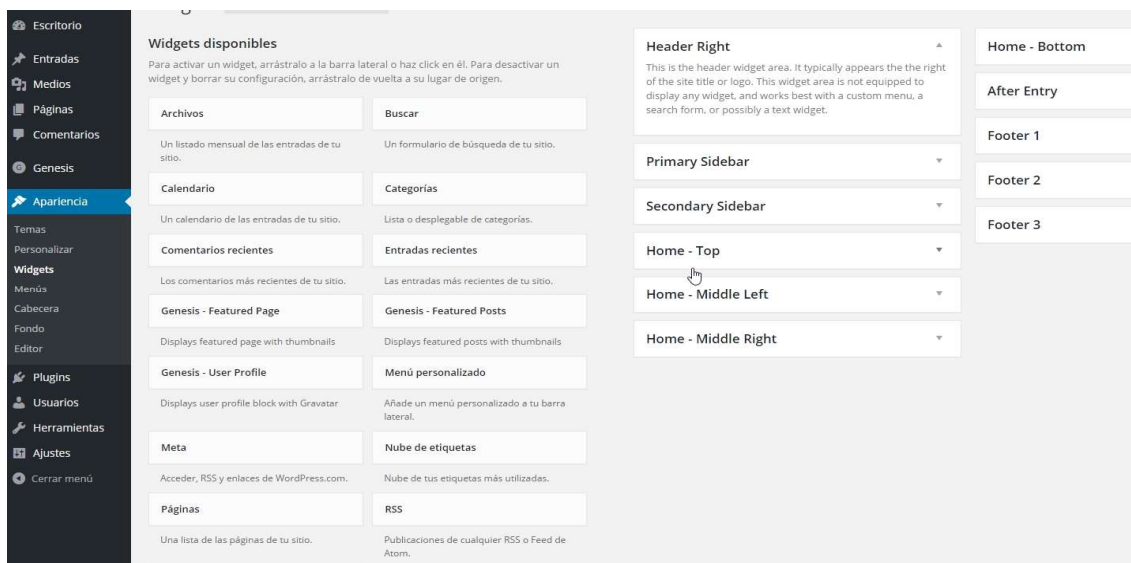 Escritorio
Entradas
Medios
Páginas
Comentarios
Genesis
Apariencia
Temas
Personalizar
Widgets
Menús
Cabecera
Fondo
Editor
Plugins
Usuarios
Herramientas
Ajustes
Cerrar menú
Widgets disponibles
Para activar un widget, arrástralo a la barra lateral o haz click en él. Para desactivar un
widget y borrar su configuración, arrástralo de vuelta a su lugar de origen.
Archivos
Un listado mensual de las entradas de tu
sitio.
Buscar
Un formulario de búsqueda de tu sitio.
Calendario
Un calendario de las entradas de tu sitio.
Categorías
Lista o desplegable de categorías.
Comentarios recientes
Los comentarios más recientes de tu sitio.
Entradas recientes
Las entradas más recientes de tu sitio.
Genesis - Featured Page
Displays featured page with thumbnails
Genesis - Featured Posts
Displays featured posts with thumbnails
Genesis - User Profile
Displays user profile block with Gravatar
Menú personalizado
Añade un menú personalizado a tu barra
lateral.
Meta
Acceder, RSS y enlaces de WordPress.com.
Nube de etiquetas
Nube de tus etiquetas más utilizadas.
Páginas
Una lista de las páginas de tu sitio.
RSS
Publicaciones de cualquier RSS o Feed de
Atom.
Header Right
This is the header widget area. It typically appears the the right
of the site title or logo. This widget area is not equipped to
display any widget, and works best with a custom menu, a
search form, or possibly a text widget.
Primary Sidebar
Secondary Sidebar
Home - Top
Home - Middle Left
Home - Middle Right
Home - Bottom
After Entry
Footer 1
Footer 2
Footer 3